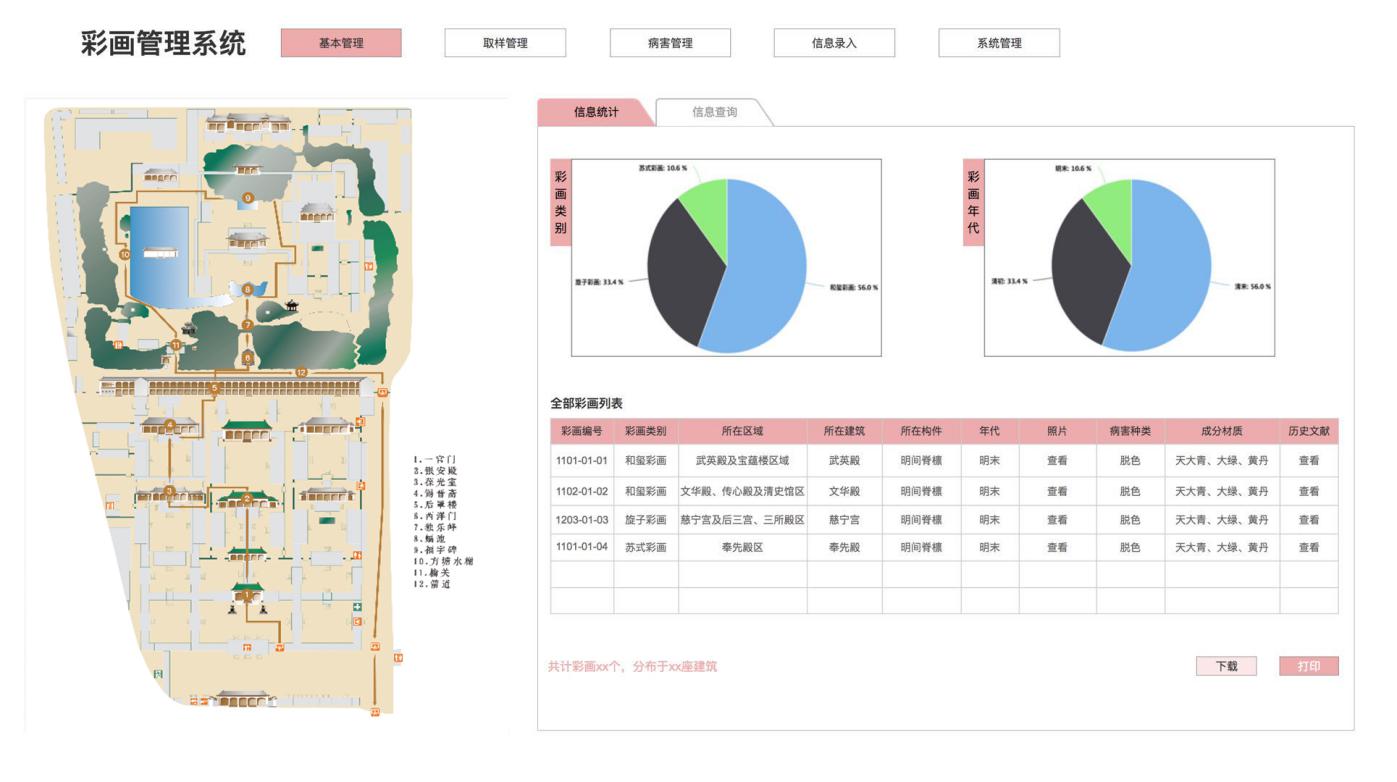 彩画管理系统
基本管理
取样管理
病害管理
信息录入
系统管理
1.一宫门
2.银安殿
3.葆光室
4.锡晋斋
5.后罩楼
6.西洋门
7.独乐峰
8.蝠池
9.福字碑
10.方塘水榭
11.榆关
12.箭道
9
10
8
7
11
6
12
5
4
3
2
1
信息统计
信息查询
彩画类别
苏式彩画: 10.6 %
旋子彩画: 33.4 %
和玺彩画: 56.0 %
彩画年代
明末: 10.6 %
清初: 33.4 %
清末: 56.0 %
全部彩画列表
彩画编号 彩画类别 所在区域 所在建筑 所在构件 年代 照片 病害种类 成分材质 历史文献
1101-01-01 和玺彩画 武英殿及宝蕴楼区域 武英殿 明间脊檩 明末 查看 脱色 天大青、大绿、黄丹 查看
1102-01-02 和玺彩画 文华殿、传心殿及清史馆区 文华殿 明间脊檩 明末 查看 脱色 天大青、大绿、黄丹 查看
1203-01-03 旋子彩画 慈宁宫及后三宫、三所殿区 慈宁宫 明间脊檩 明末 查看 脱色 天大青、大绿、黄丹 查看
1101-01-04 苏式彩画 奉先殿区 奉先殿 明间脊檩 明末 查看 脱色 天大青、大绿、黄丹 查看
共计彩画xx个，分布于xx座建筑
下载
打印